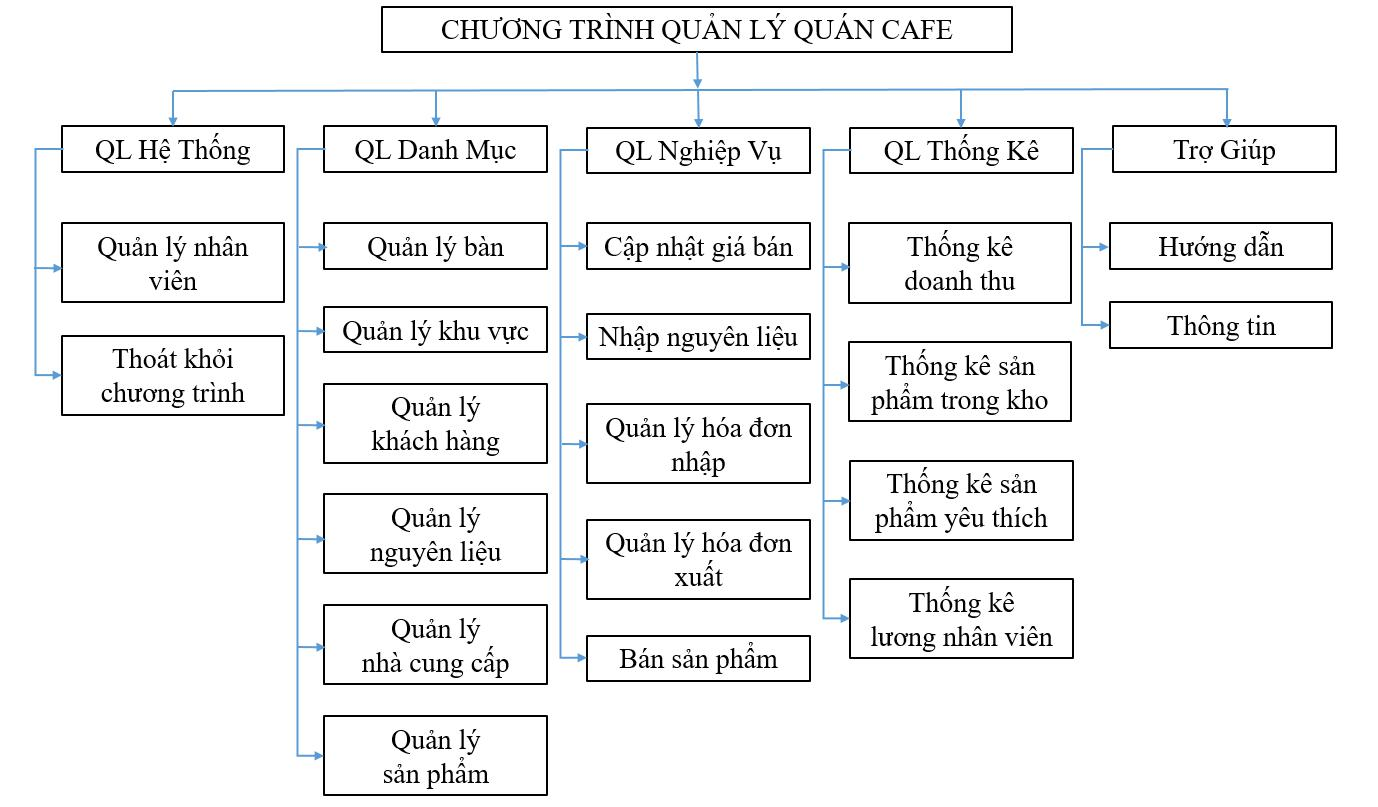 CHƯƠNG TRÌNH QUẢN LÝ QUÁN CAFE
QL Hệ Thống
Quản lý nhân
viên
Thoát khỏi
chương trình
QL Danh Mục
Quản lý bàn
Quản lý khu vực
Quản lý
khách hàng
Quản lý
nguyên liệu
Quản lý
nhà cung cấp
Quản lý
sản phẩm
QL Nghiệp Vụ
Cập nhật giá bán
Nhập nguyên liệu
Quản lý hóa đơn
nhập
Quản lý hóa đơn
xuất
Bán sản phẩm
QL Thống Kê
Thống kê
doanh thu
Thống kê sản
phẩm trong kho
Thống kê sản
phẩm yêu thích
Thống kê
lương nhân viên
Trợ Giúp
Hướng dẫn
Thông tin